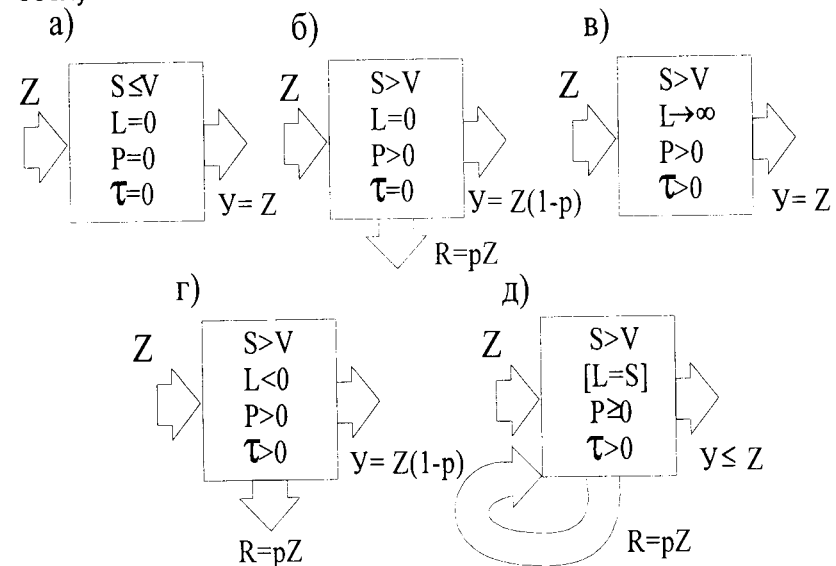 а)
б)
в)
Z
S≤V
L=0
P=0
τ=0
У= Z
Z
S>V
L=0
P>0
τ=0
У= Z(1-p)
R=pZ
Z
S>V
L→∞
P>0
τ>0
У= Z
г)
д)
Z
S>V
L<0
P>0
τ>0
У= Z(1-p)
R=pZ
Z
S>V
[L=S]
P≥0
τ>0
У≤ Z
R=pZ